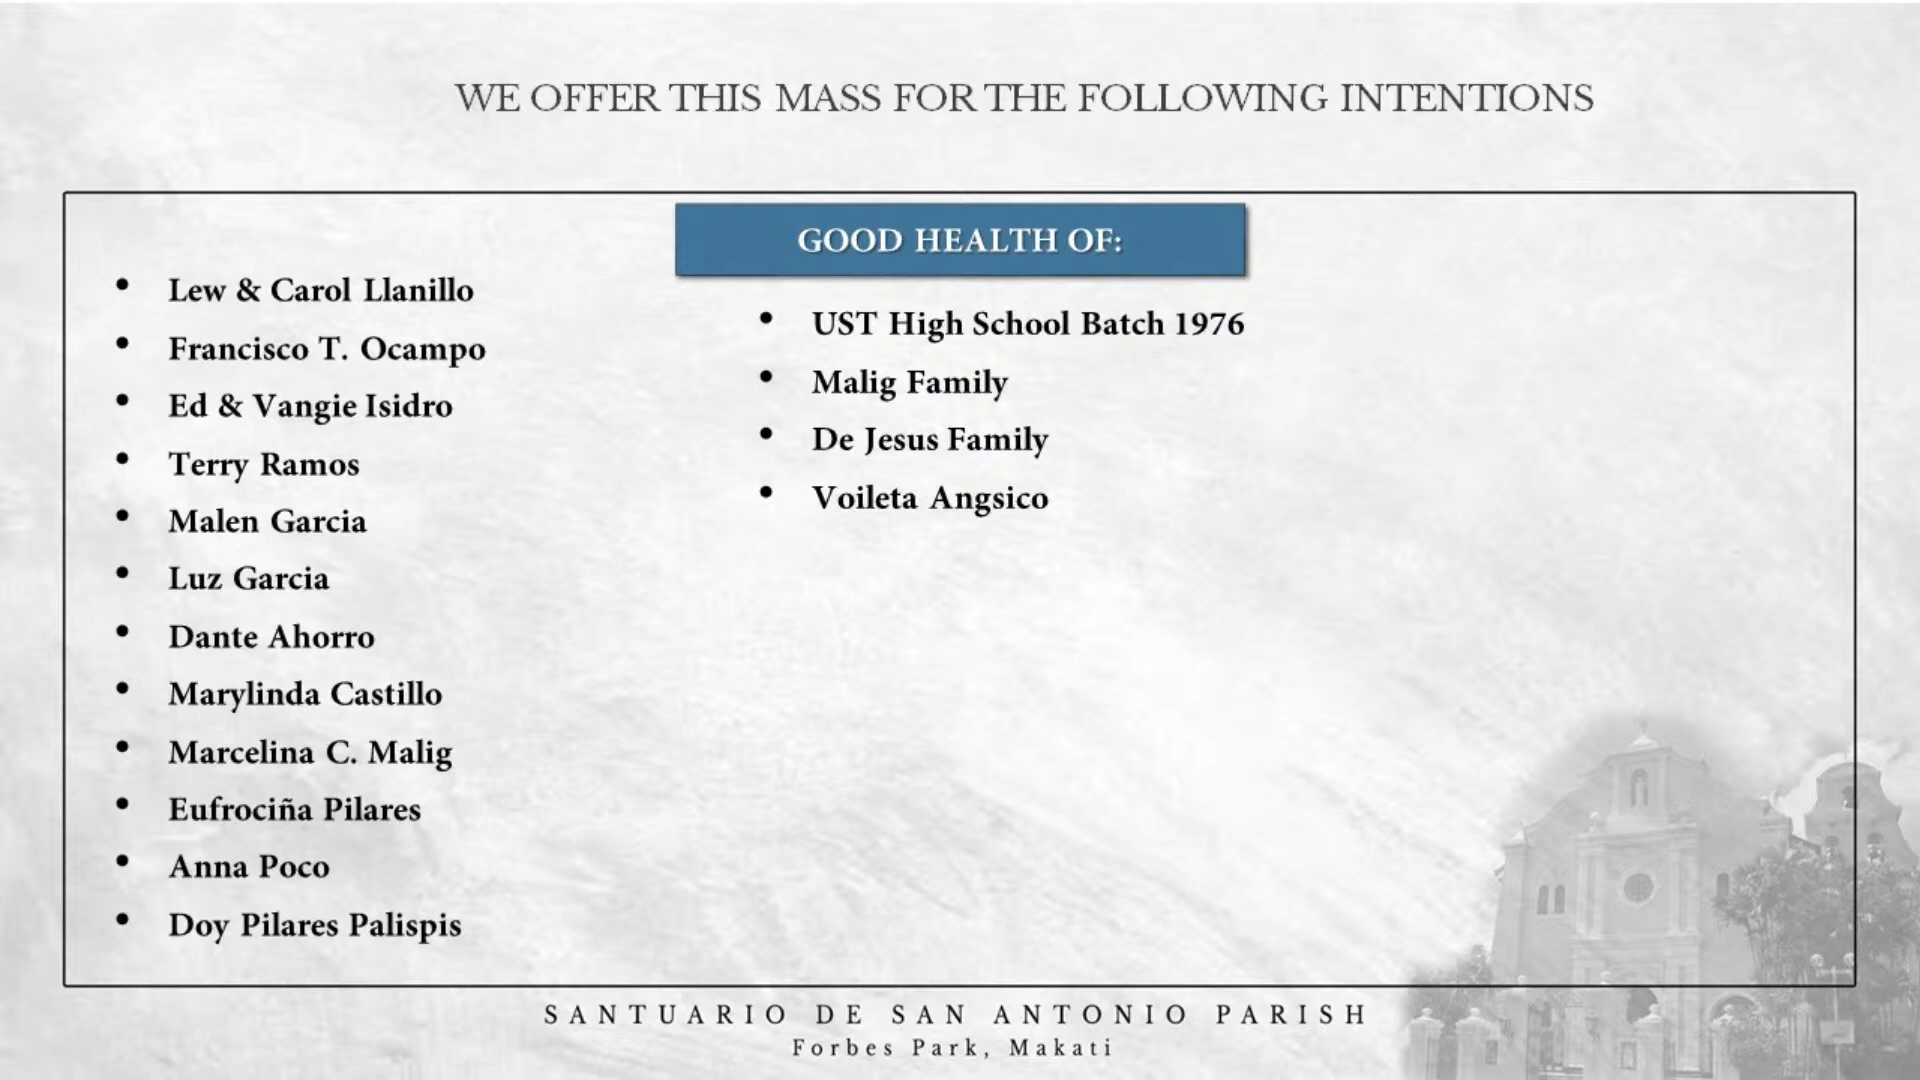 WE OFFER THIS MASS FOR THE FOLLOWING INTENTIONS
GOOD HEALTH OF:
Lew & Carol Llanillo
Francisco T. Ocampo
Ed & Vangie Isidro
Terry Ramos
Malen Garcia
Luz Garcia
Dante Ahorro
Marylinda Castillo
Marcelina C. Malig
Eufrociña Pilares
Anna Poco
Doy Pilares Palispis
UST High School Batch 1976
Malig Family
De Jesus Family
Voileta Angsico
SANTUARIO DE SAN ANTONIO PARISH
Forbes Park, Makati